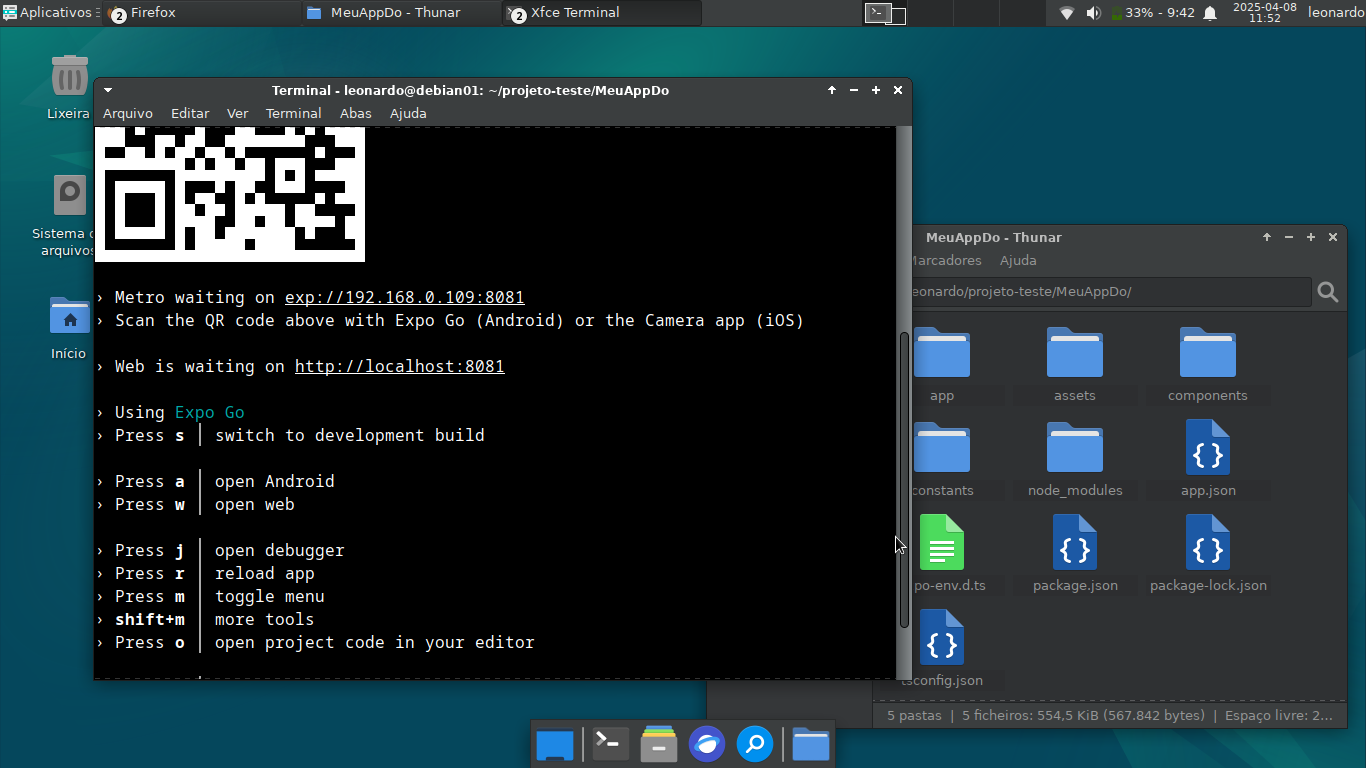 Aplicativos
2 Firefox
MeuAppDo - Thunar
2 Xfce Terminal
33% - 9:42
2025-04-08
11:52
leonardo
Lixeira
Sistema
arquivos
Início
Terminal - leonardo@debian01: ~/projeto-teste/MeuAppDo
Arquivo Editar Ver Terminal Abas Ajuda
› Metro waiting on exp://192.168.0.109:8081
› Scan the QR code above with Expo Go (Android) or the Camera app (iOS)
› Web is waiting on http://localhost:8081
› Using Expo Go
› Press s │ switch to development build
› Press a │ open Android
› Press w │ open web
› Press j │ open debugger
› Press r │ reload app
› Press m │ toggle menu
› shift+m │ more tools
› Press o │ open project code in your editor
MeuAppDo - Thunar
Marcadores Ajuda
eonardo/projeto-teste/MeuAppDo/
app assets components
constants node_modules app.json
po-env.d.ts package.json package-lock.json
tsconfig.json
5 pastas | 5 ficheiros: 554,5 KiB (567.842 bytes) | Espaço livre: 2...